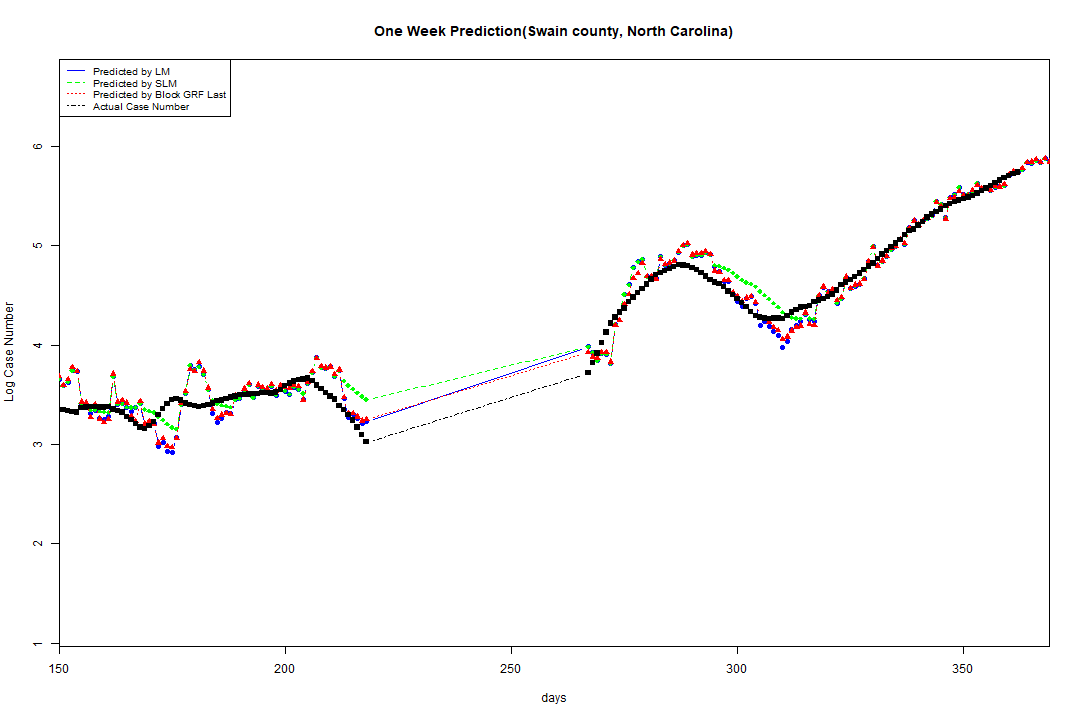 One Week Prediction(Swain county, North Carolina)
Predicted by LM
Predicted by SLM
Predicted by Block GRF Last
Actual Case Number
6
5
4
3
2
1
Log Case Number
150 200 250 300 350
days